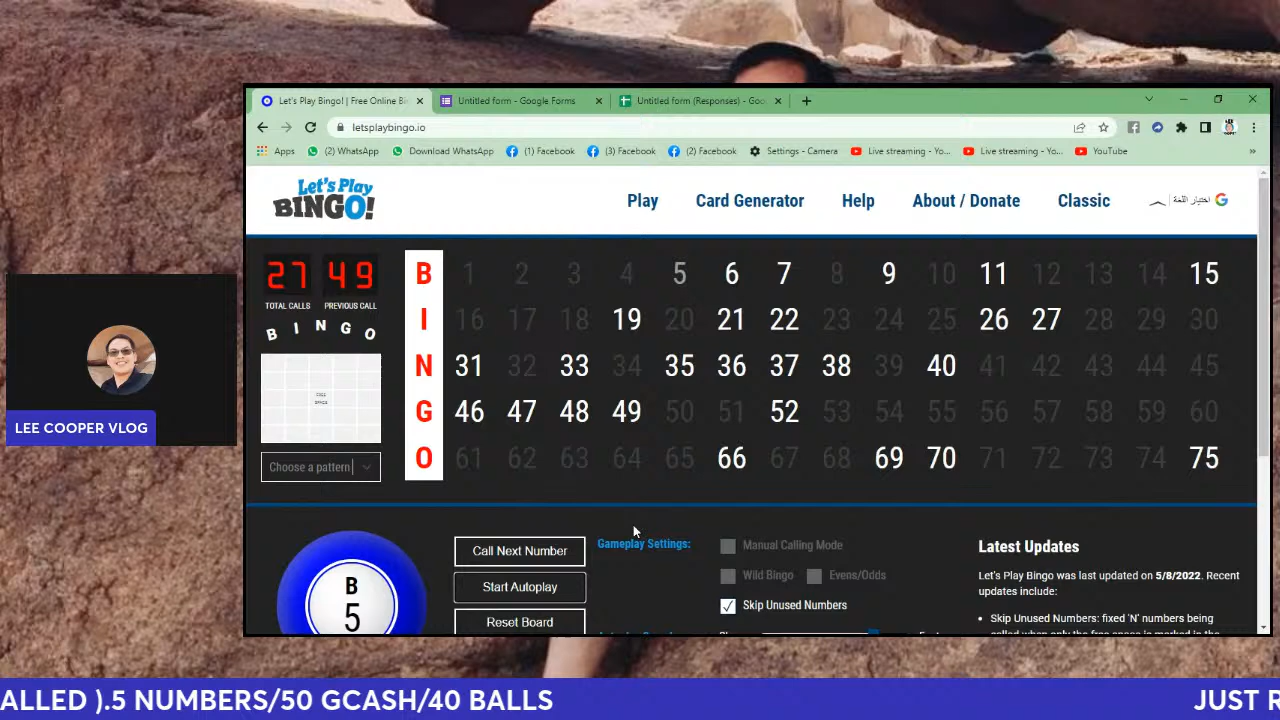 Let's Play Bingo! | Free Online Bi
Untitled form - Google Forms
Untitled form (Responses) - Goo
letsplaybingo.io
Apps
(2) WhatsApp
Download WhatsApp
(1) Facebook
(3) Facebook
(2) Facebook
Settings - Camera
Live streaming - Yo...
Live streaming - Yo...
YouTube
Let's Play
BINGO!
Play
Card Generator
Help
About / Donate
Classic
اختيار اللغة
27 49
TOTAL CALLS PREVIOUS CALL
B I N G O
FREE SPACE
Choose a pattern
B 1 2 3 4 5 6 7 8 9 10 11 12 13 14 15
I 16 17 18 19 20 21 22 23 24 25 26 27 28 29 30
N 31 32 33 34 35 36 37 38 39 40 41 42 43 44 45
G 46 47 48 49 50 51 52 53 54 55 56 57 58 59 60
O 61 62 63 64 65 66 67 68 69 70 71 72 73 74 75
B
5
Call Next Number
Start Autoplay
Reset Board
Gameplay Settings:
Manual Calling Mode
Wild Bingo Evens/Odds
Skip Unused Numbers
Latest Updates
Let's Play Bingo was last updated on 5/8/2022. Recent
updates include:
Skip Unused Numbers: fixed 'N' numbers being
LEE COOPER VLOG
ALLED ).5 NUMBERS/50 GCASH/40 BALLS
JUST R